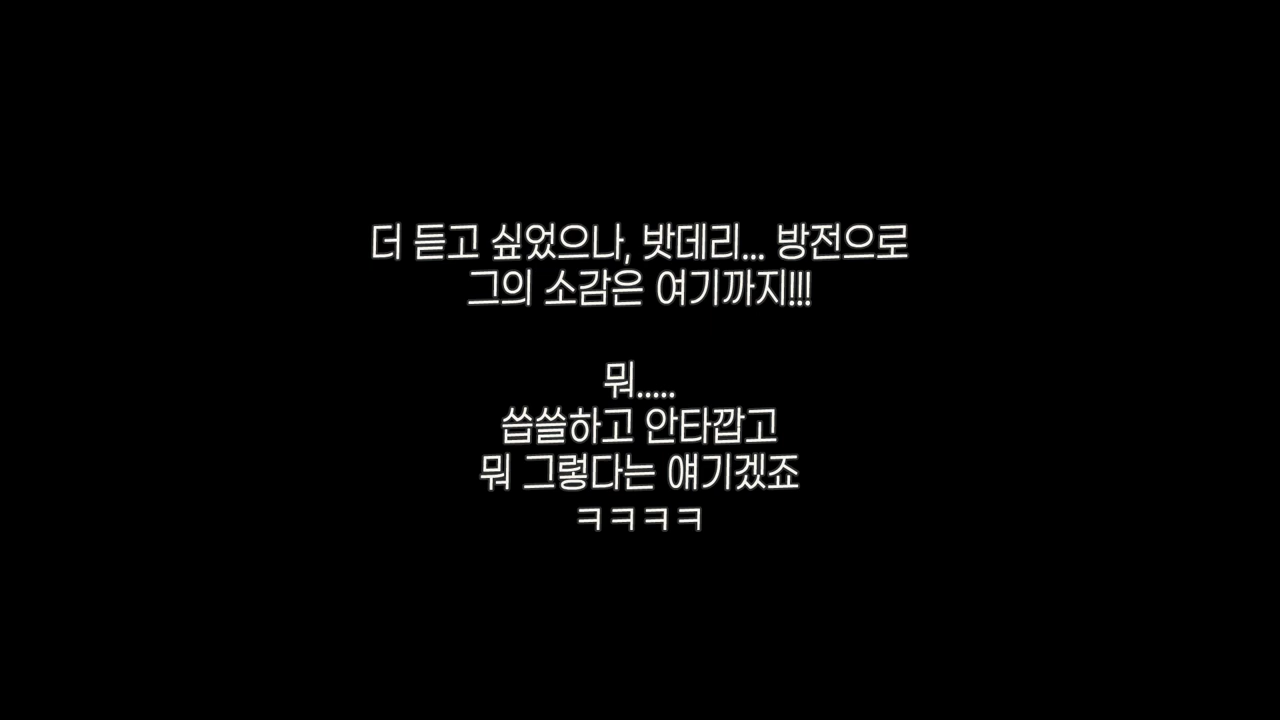 더 듣고 싶었으나, 밧데리... 방전으로
그의 소감은 여기까지!!!
뭐.....
씁쓸하고 안타깝고
뭐 그렇다는 얘기겠죠
ㅋㅋㅋㅋ